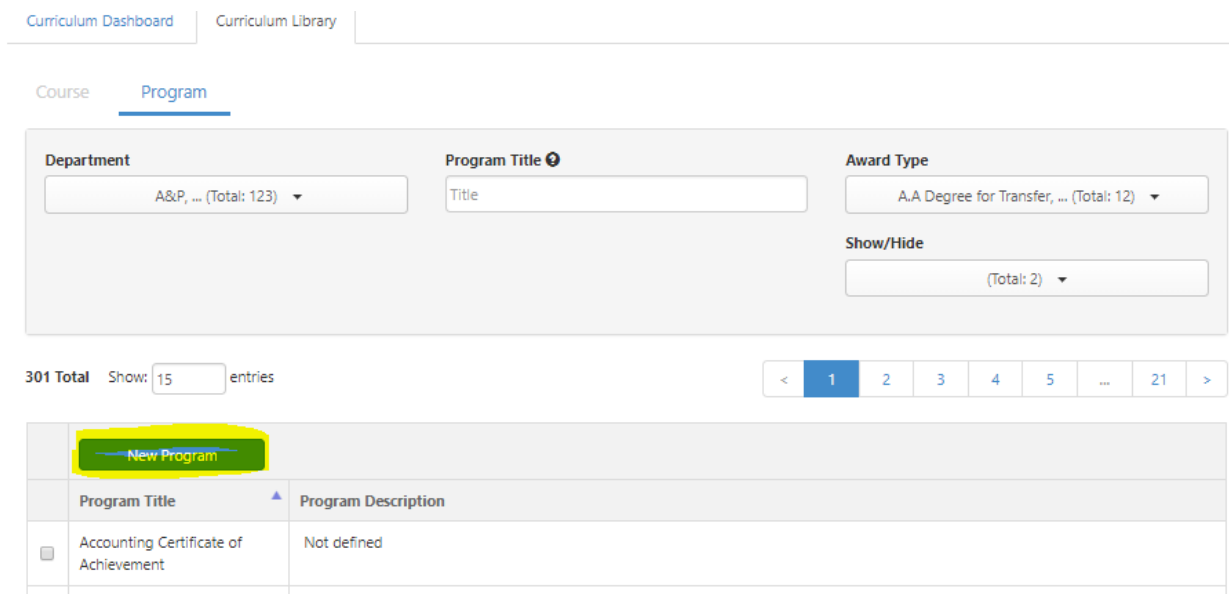 Curriculum Dashboard Curriculum Library
Course Program
Department Program Title Award Type
A&P, ... (Total: 123) Title A.A Degree for Transfer, ... (Total: 12)
Show/Hide
(Total: 2)
301 Total Show: 15 entries < 1 2 3 4 5 ... 21 >
New Program
Program Title Program Description
Accounting Certificate of Not defined
Achievement